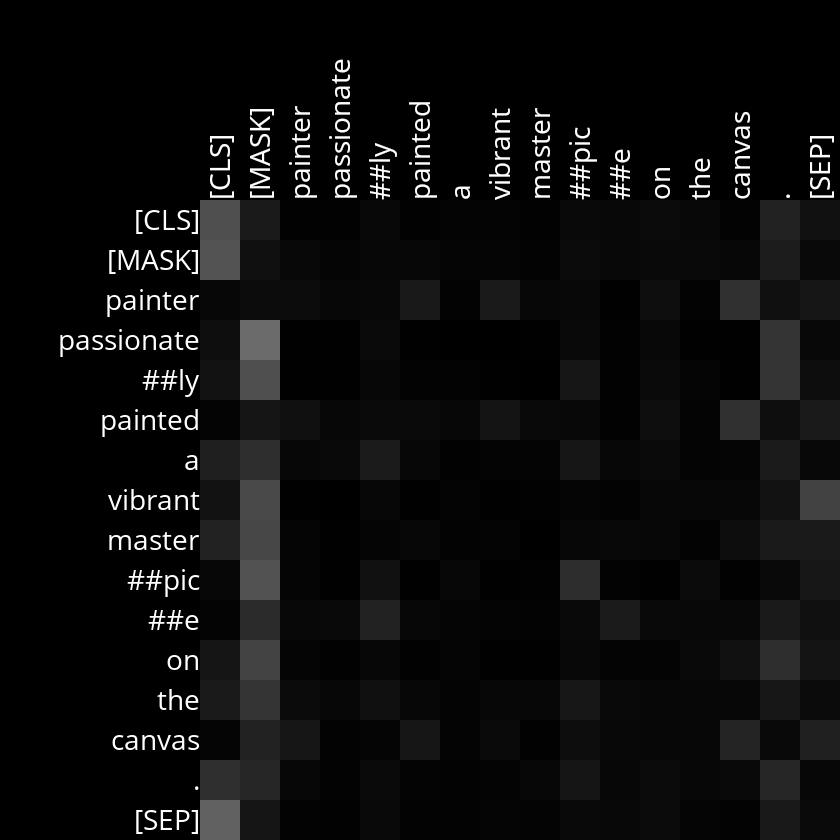 [CLS] [MASK] painter passionate ##ly painted a vibrant master ##pic ##e on the canvas . [SEP]
[CLS]
[MASK]
painter
passionate
##ly
painted
a
vibrant
master
##pic
##e
on
the
canvas
.
[SEP]